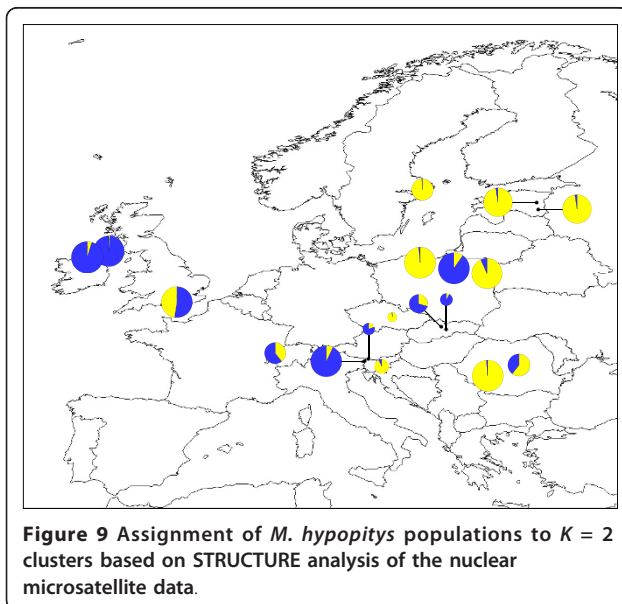 Figure 9 Assignment of M. hypopitys populations to K = 2
clusters based on STRUCTURE analysis of the nuclear
microsatellite data.